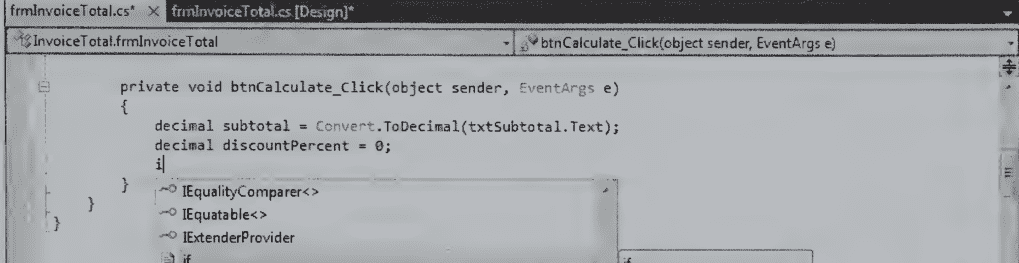 frmInvoiceTotal.cs* × frmInvoiceTotal.cs [Design]*
InvoiceTotal.frmInvoiceTotal btnCalculate_Click(object sender, EventArgs e)
private void btnCalculate_Click(object sender, EventArgs e)
{
decimal subtotal = Convert.ToDecimal(txtSubtotal.Text);
decimal discountPercent = 0;
i
} IEqualityComparer<>
} IEquatable<>
} IExtenderProvider
if if